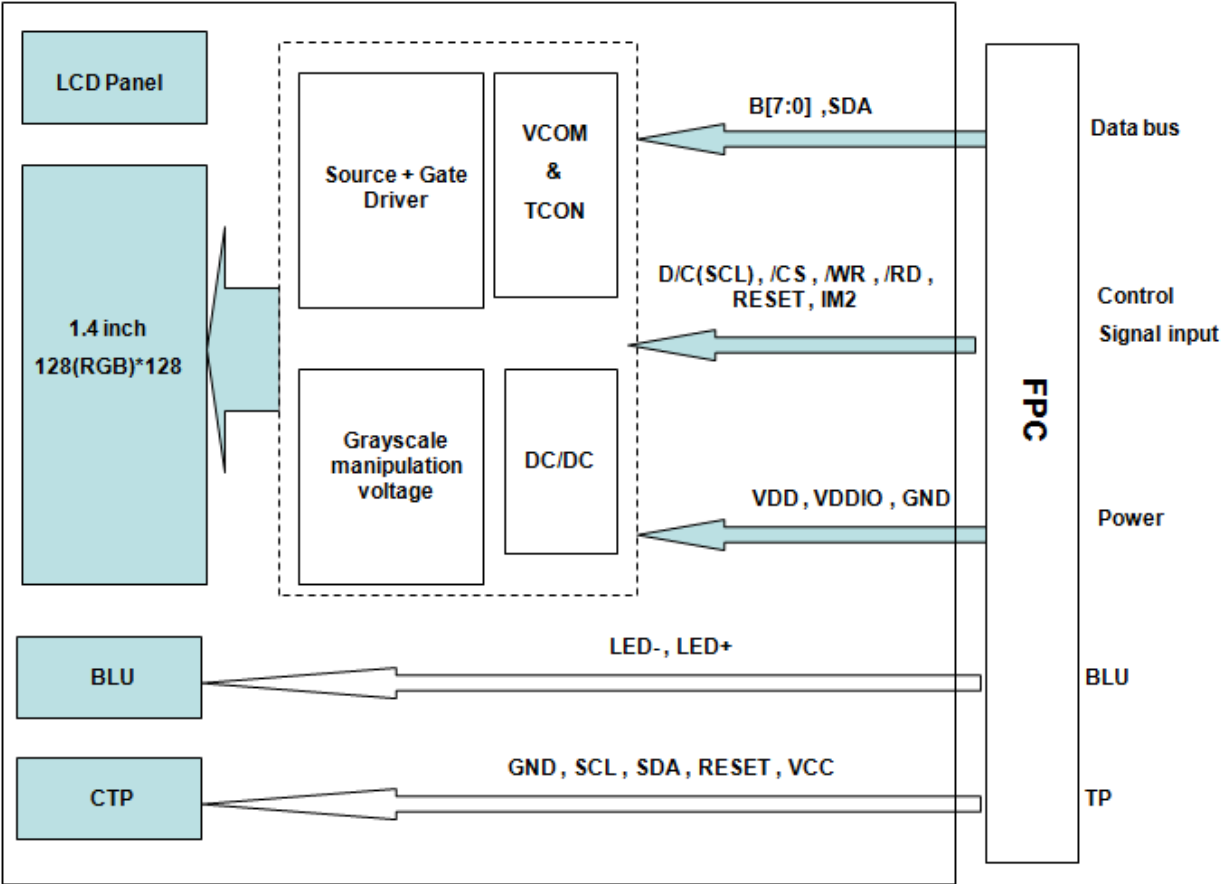 LCD Panel
1.4 inch
128(RGB)*128
Source + Gate
Driver
VCOM
&
TCON
Grayscale
manipulation
voltage
DC/DC
B[7:0] ,SDA
D/C(SCL) , /CS , /WR , /RD ,
RESET , IM2
VDD , VDDIO , GND
BLU
LED- , LED+
CTP
GND , SCL , SDA , RESET , VCC
FPC
Data bus
Control
Signal input
Power
BLU
TP